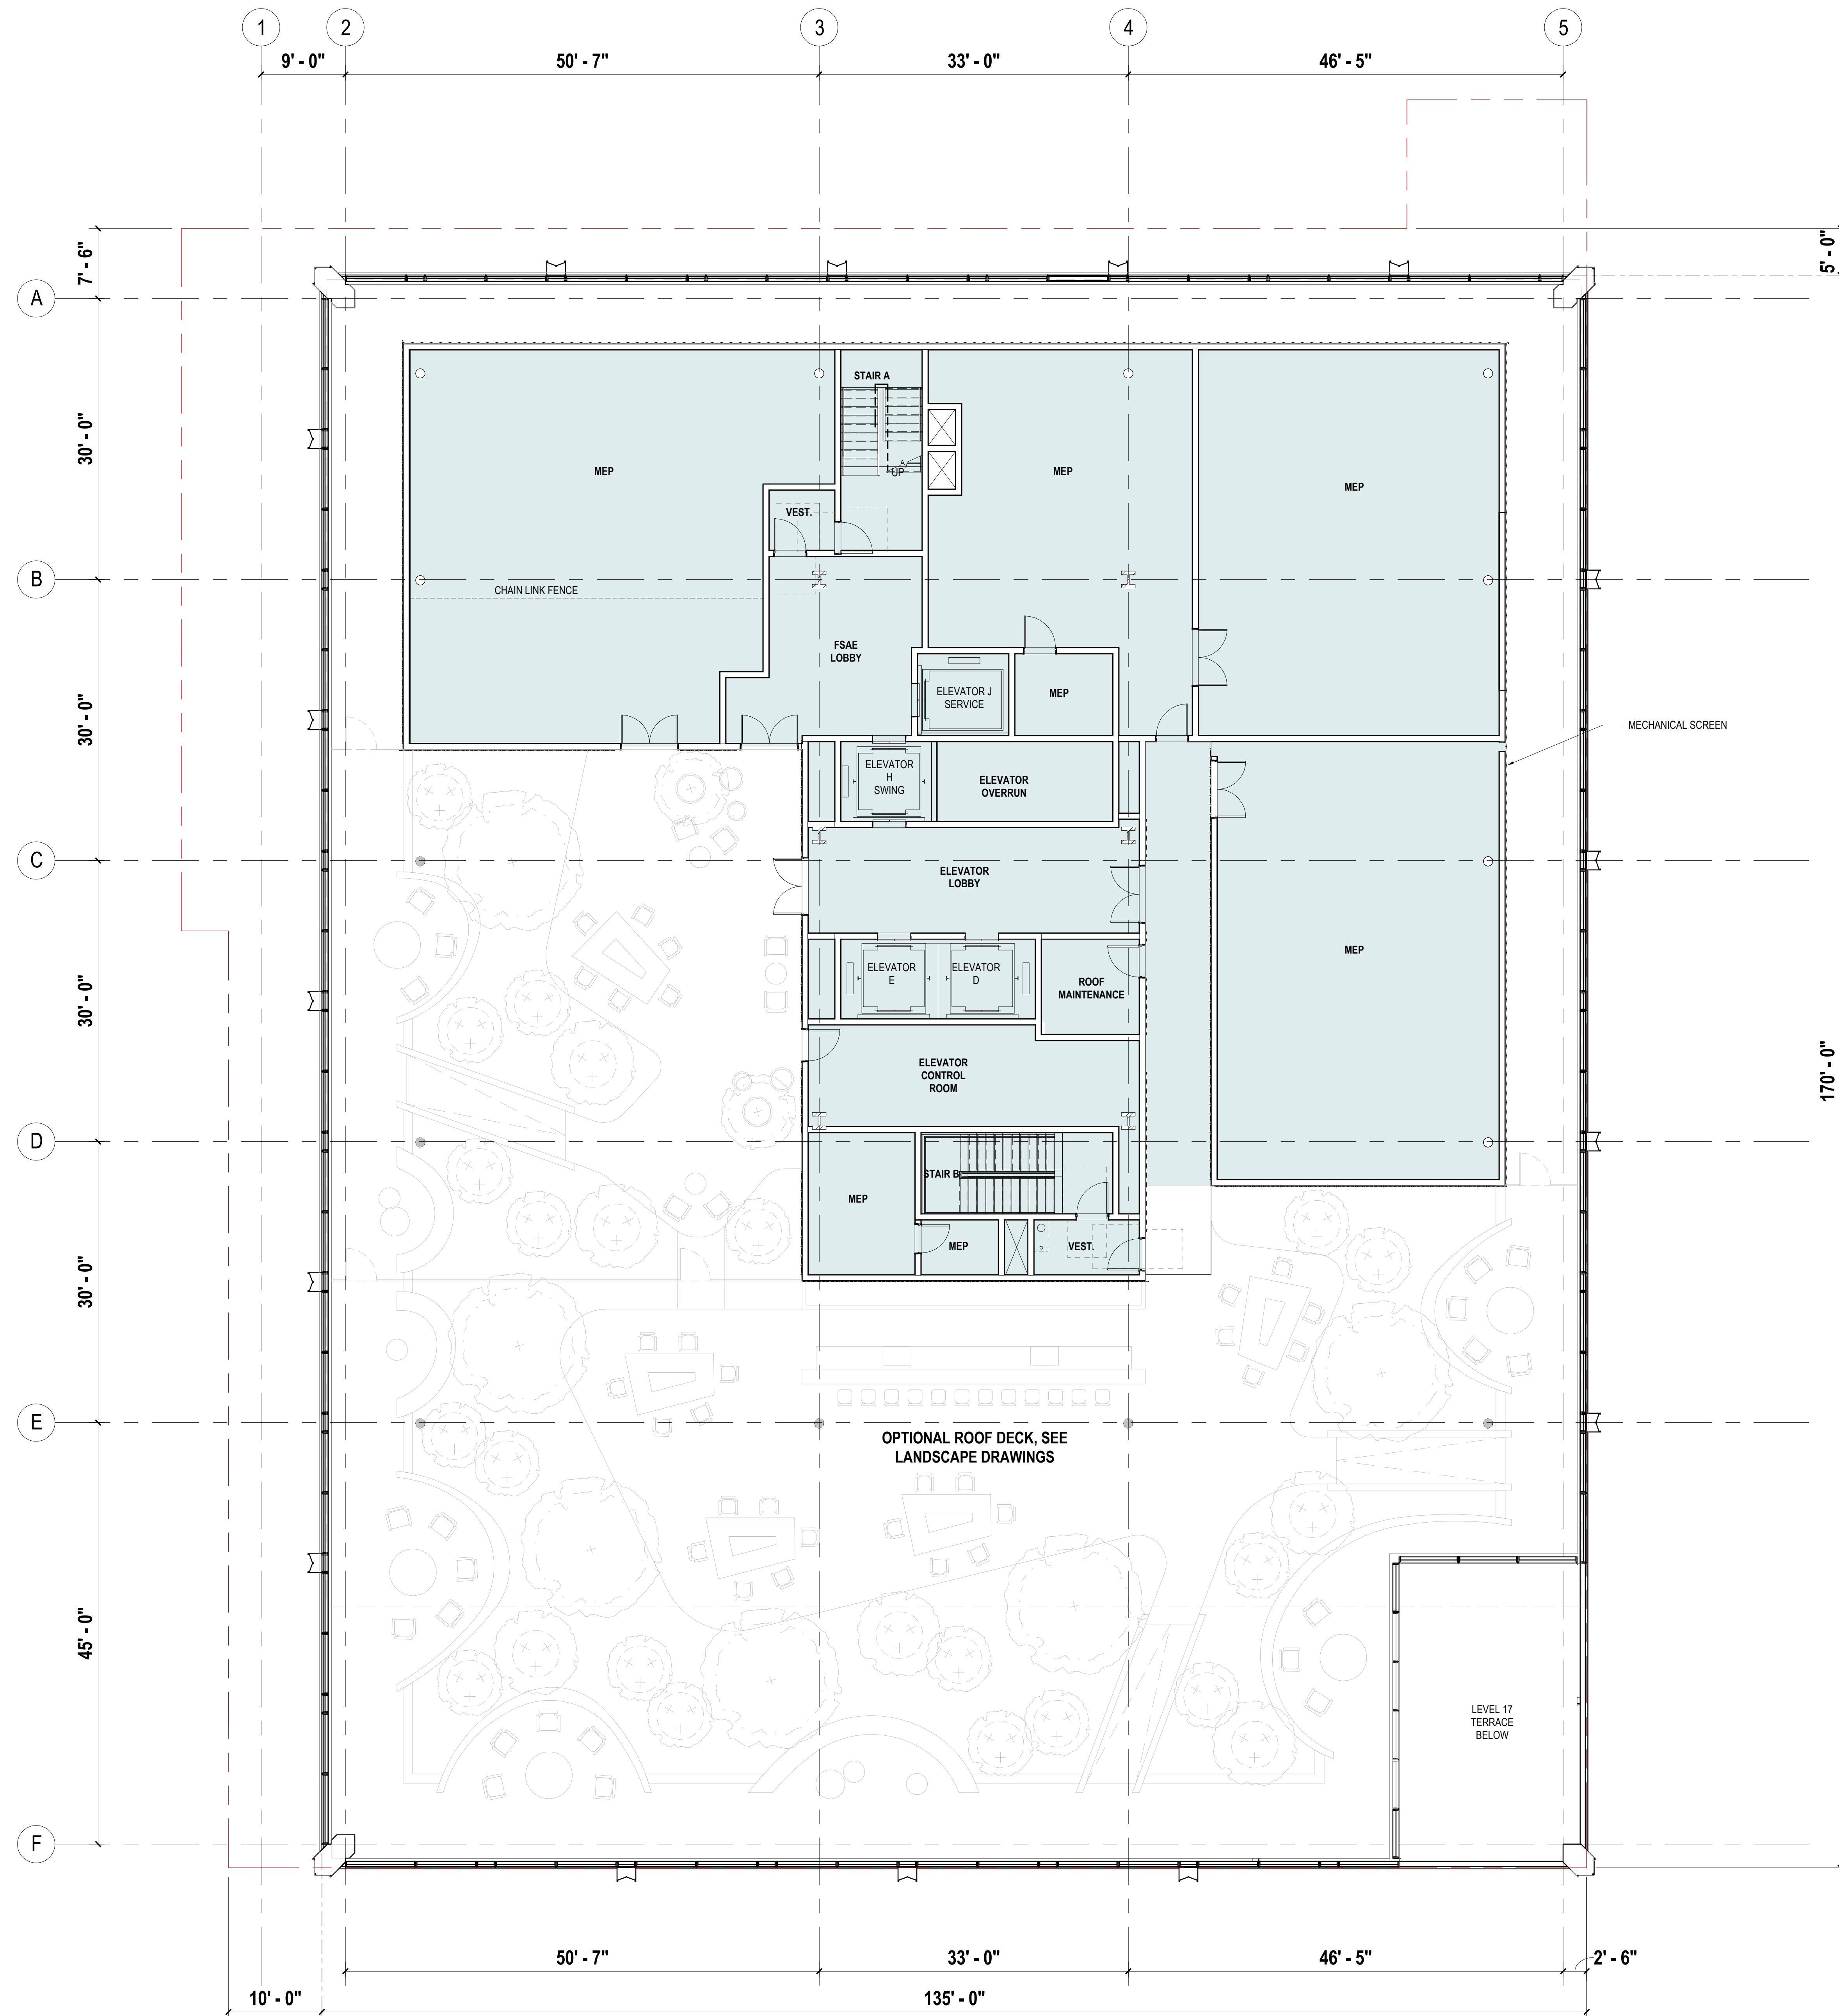 1
2
3
4
5
9' - 0"
50' - 7"
33' - 0"
46' - 5"
7' - 6"
5' - 0"
A
STAIR A
30' - 0"
UP
MEP
MEP
MEP
VEST.
B
CHAIN LINK FENCE
FSAE
LOBBY
ELEVATOR J
SERVICE
MEP
30' - 0"
MECHANICAL SCREEN
ELEVATOR
H
SWING
ELEVATOR
OVERRUN
C
ELEVATOR
LOBBY
MEP
30' - 0"
ELEVATOR
E
ELEVATOR
D
ROOF
MAINTENANCE
ELEVATOR
CONTROL
ROOM
170' - 0"
D
STAIR B
MEP
MEP
VEST.
30' - 0"
E
OPTIONAL ROOF DECK, SEE
LANDSCAPE DRAWINGS
45' - 0"
LEVEL 17
TERRACE
BELOW
F
50' - 7"
33' - 0"
46' - 5"
2' - 6"
10' - 0"
135' - 0"